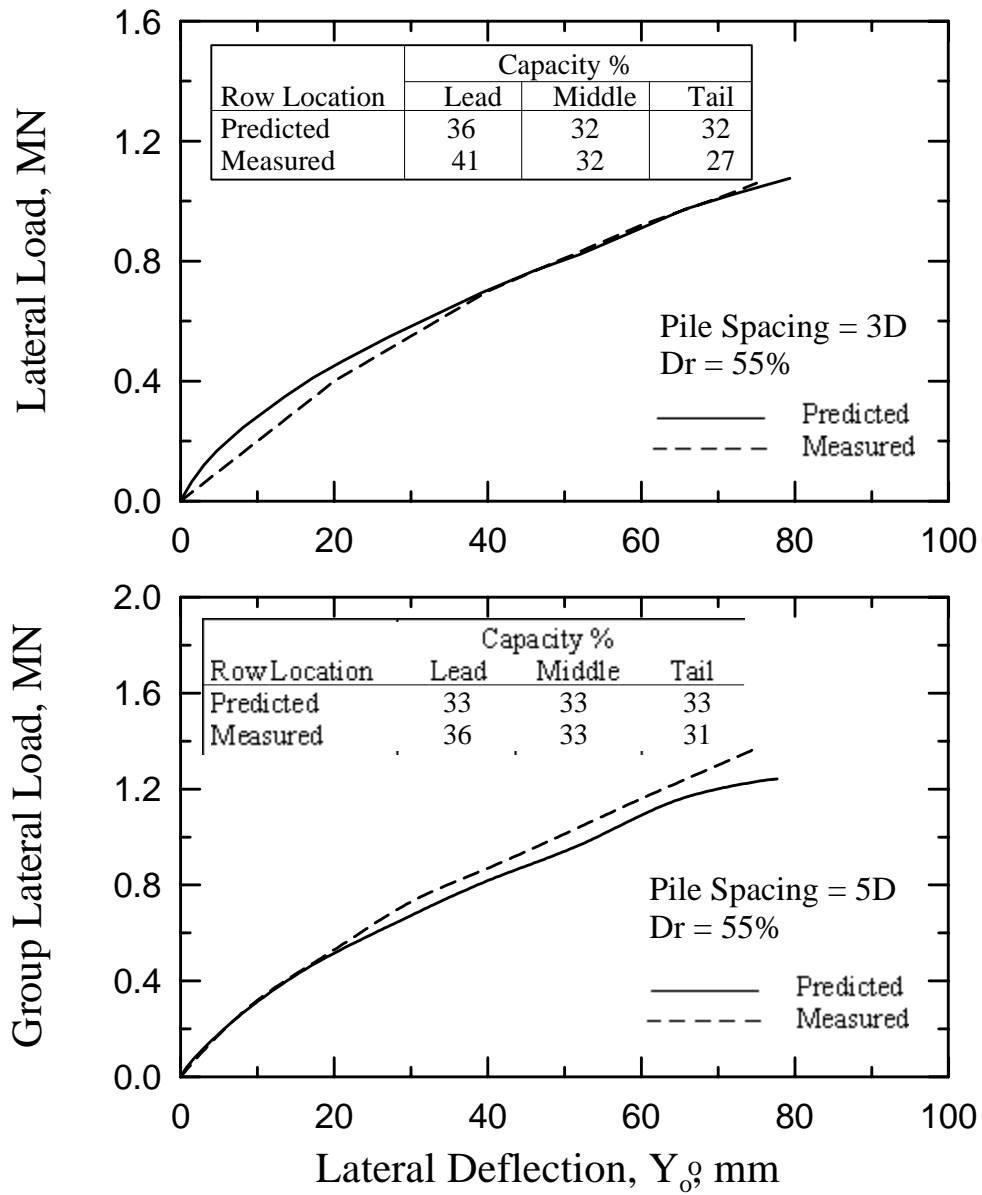 1.6
Capacity %
Row Location Lead Middle Tail
Predicted 36 32 32
Measured 41 32 27
1.2
0.8
0.4
0.0
Lateral Load, MN
Pile Spacing = 3D
Dr = 55%
Predicted
Measured
0 20 40 60 80 100
2.0
Capacity %
Row Location Lead Middle Tail
Predicted 33 33 33
Measured 36 33 31
1.6
1.2
0.8
0.4
0.0
Group Lateral Load, MN
Pile Spacing = 5D
Dr = 55%
Predicted
Measured
0 20 40 60 80 100
Lateral Deflection, Yo, mm